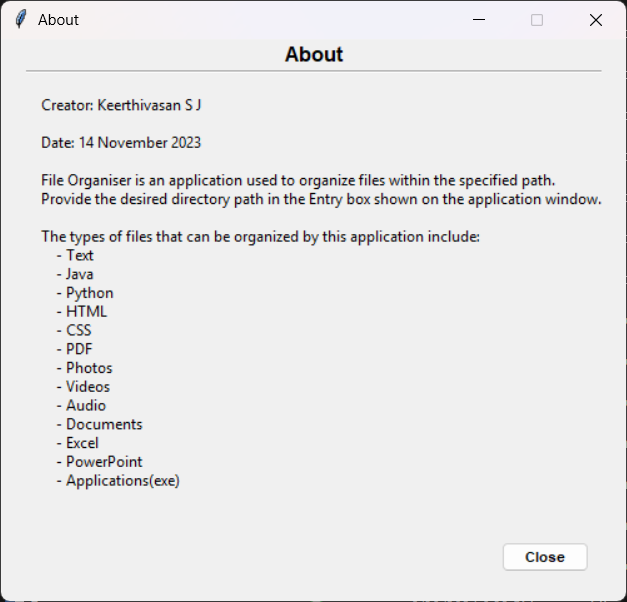 About
About
Creator: Keerthivasan S J
Date: 14 November 2023
File Organiser is an application used to organize files within the specified path.
Provide the desired directory path in the Entry box shown on the application window.
The types of files that can be organized by this application include:
- Text
- Java
- Python
- HTML
- CSS
- PDF
- Photos
- Videos
- Audio
- Documents
- Excel
- PowerPoint
- Applications(exe)
Close